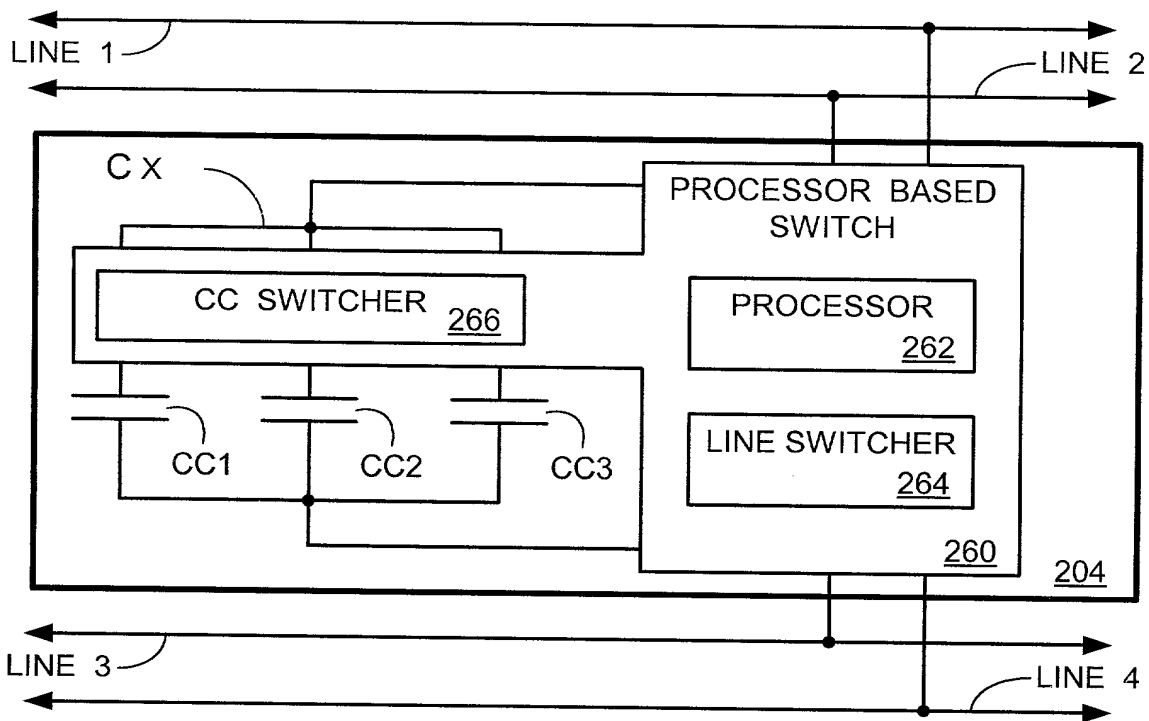 LINE 1
LINE 2
C X
PROCESSOR BASED
SWITCH
CC SWITCHER
266
PROCESSOR
262
CC1
CC2
CC3
LINE SWITCHER
264
260
204
LINE 3
LINE 4